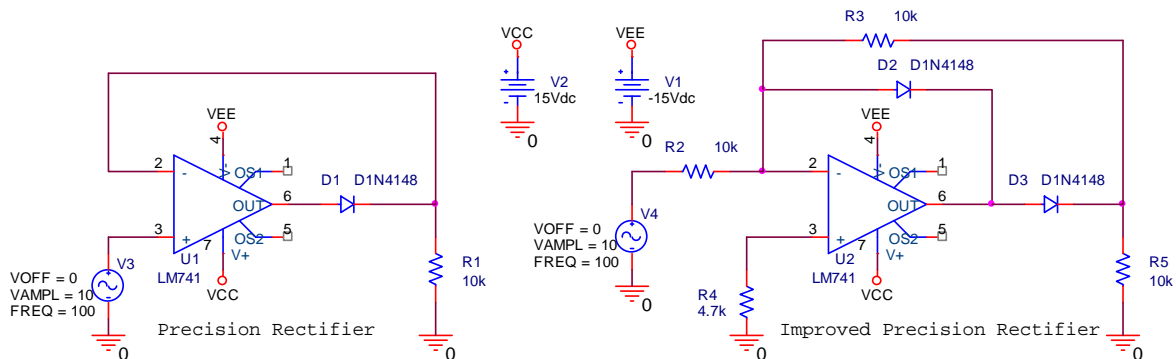 R3 10k
VCC
VEE
D2 D1N4148
V2
15Vdc
V1
-15Vdc
VEE
4
VEE
4
0
0
R2 10k
2
-
V-
OS1
1
2
-
V-
OS1
1
D1 D1N4148
D3 D1N4148
OUT
6
OUT
6
V4
3
+
7
OS2
5
V+
3
+
7
OS2
5
V+
V3
U1
LM741
VOFF = 0
VAMPL = 10
FREQ = 100
U2
LM741
R1
10k
R5
10k
VOFF = 0
VAMPL = 10
FREQ = 100
VCC
VCC
R4
4.7k
0
Precision Rectifier
Improved Precision Rectifier
0
0
0
0